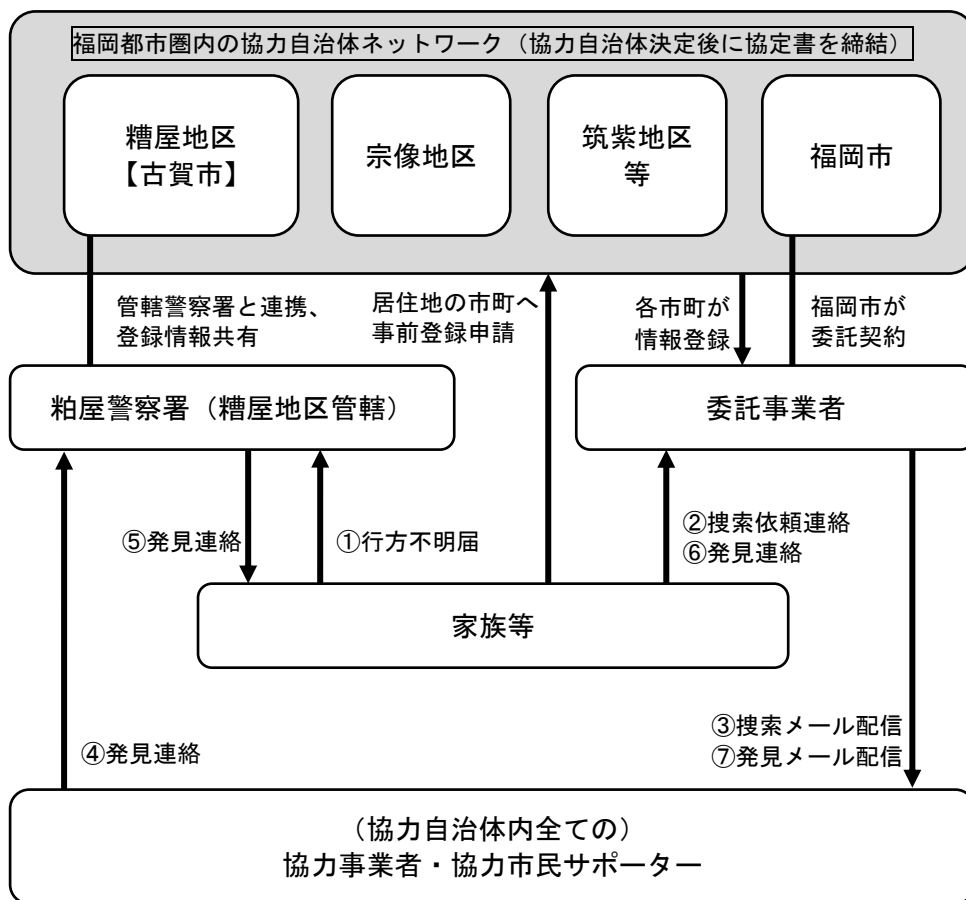 福岡都市圏内の協力自治体ネットワーク（協力自治体決定後に協定書を締結）
糟屋地区
【古賀市】
宗像地区
筑紫地区
等
福岡市
管轄警察署と連携、
登録情報共有
居住地の市町へ
事前登録申請
各市町が
情報登録
福岡市が
委託契約
粕屋警察署（糟屋地区管轄）
委託事業者
⑤発見連絡
①行方不明届
②捜索依頼連絡
⑥発見連絡
家族等
④発見連絡
③捜索メール配信
⑦発見メール配信
（協力自治体内全ての）
協力事業者・協力市民サポーター